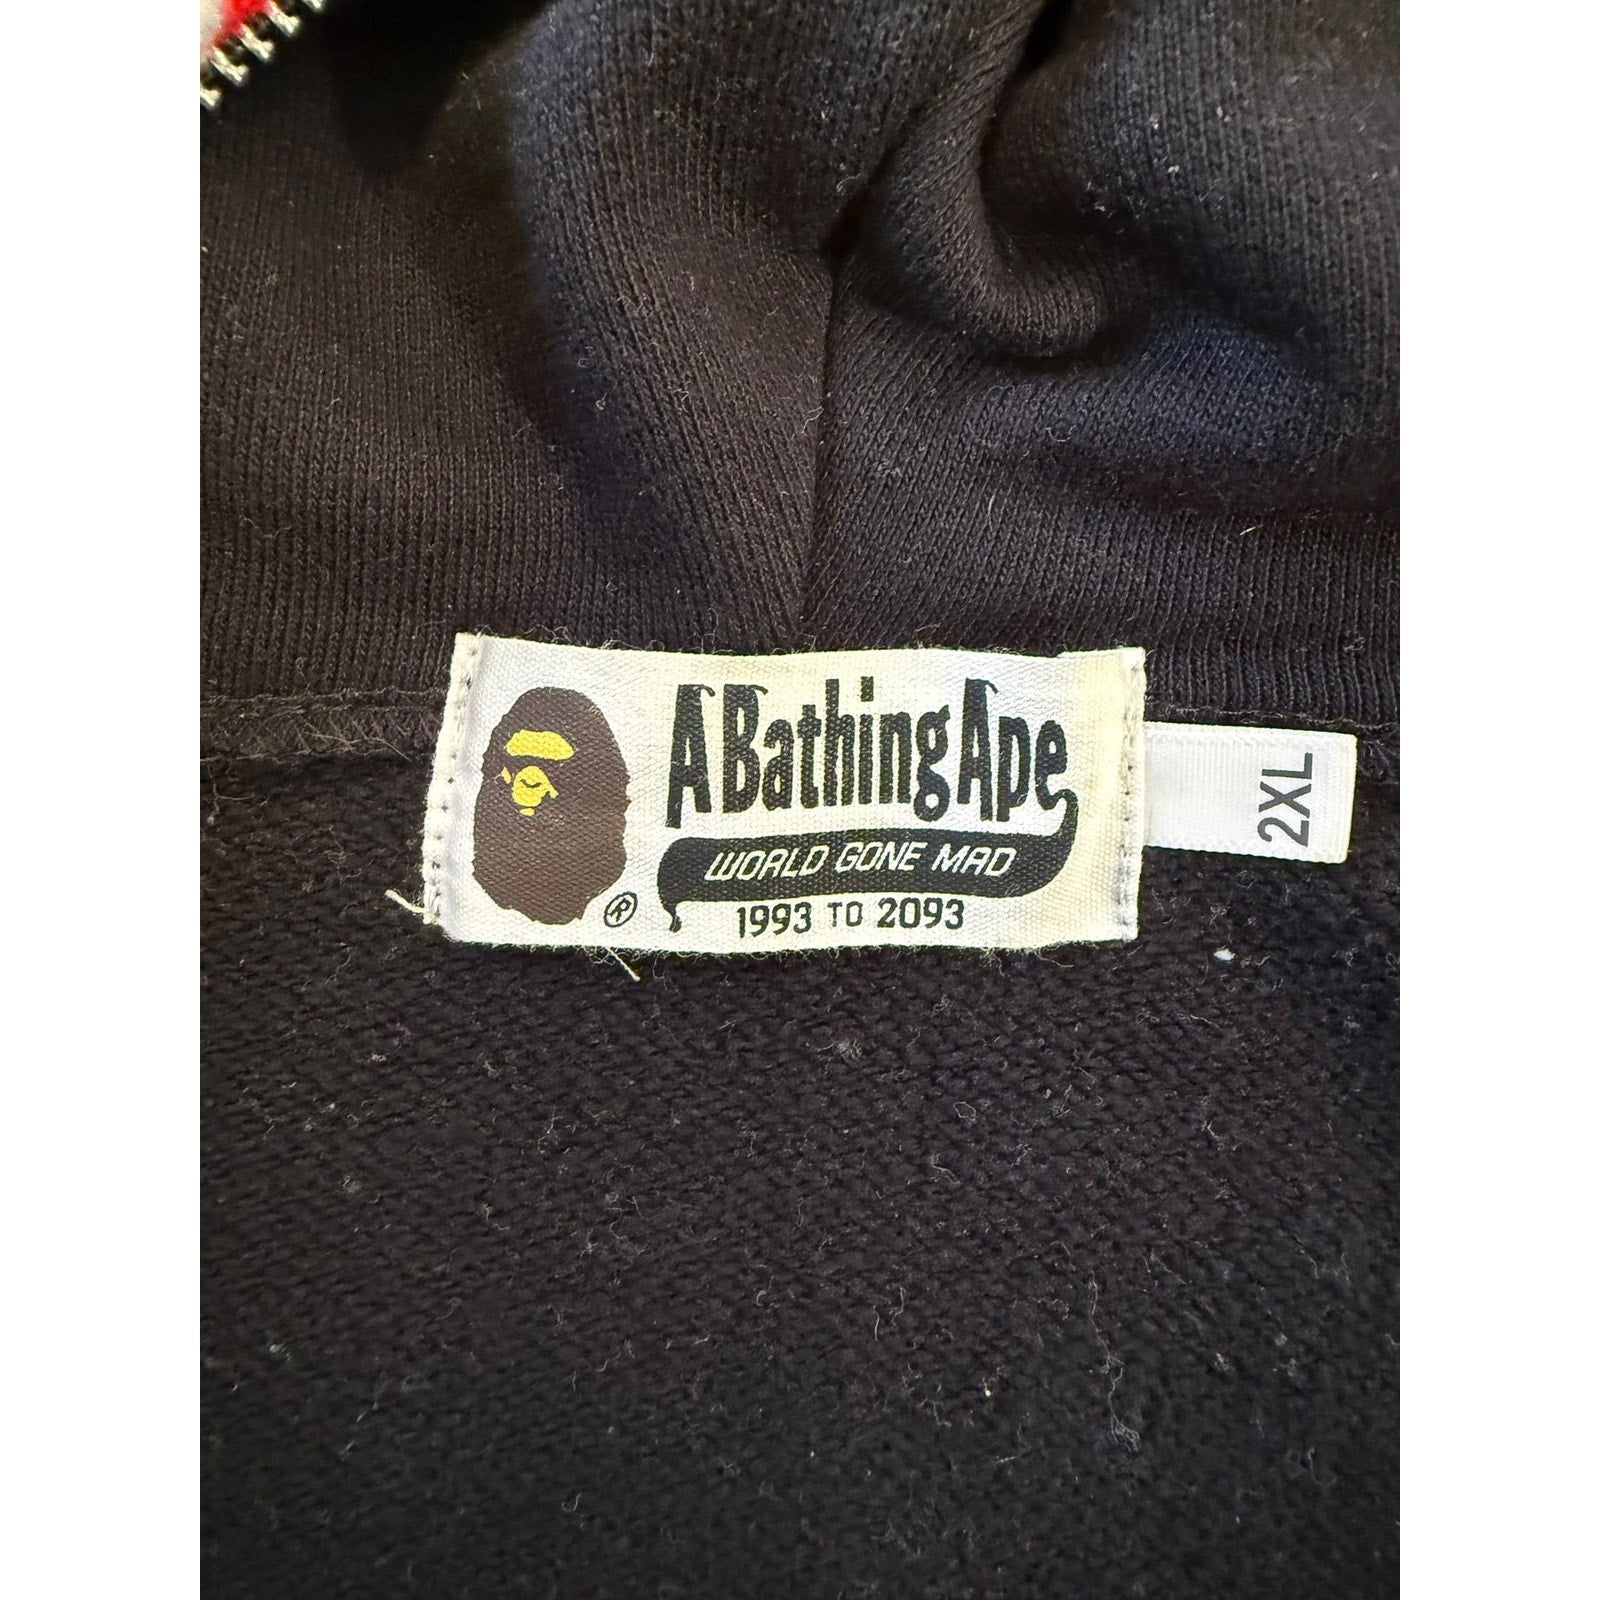 A Bathing Ape
WORLD GONE MAD
®
1993 TO 2093
2XL